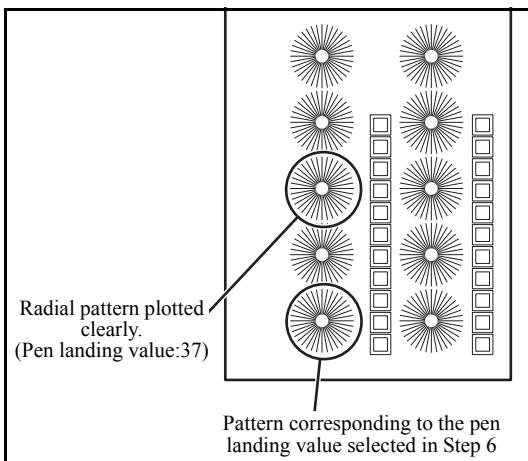 Radial pattern plotted
clearly.
(Pen landing value:37)
Pattern corresponding to the pen
landing value selected in Step 6